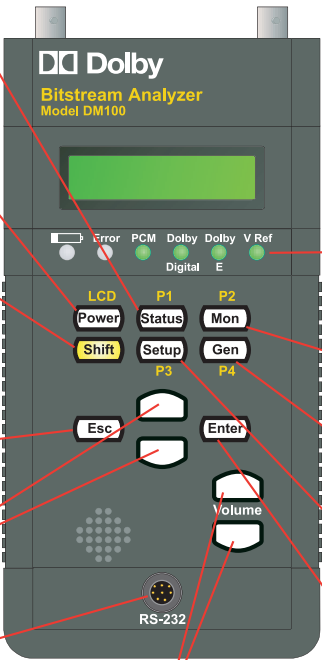 Dolby
Bitstream Analyzer
Model DM100
Error PCM Dolby Dolby V Ref
Digital E
LCD P1 P2
Power Status Mon
Shift Setup Gen
P3 P4
Esc Enter
Volume
RS-232